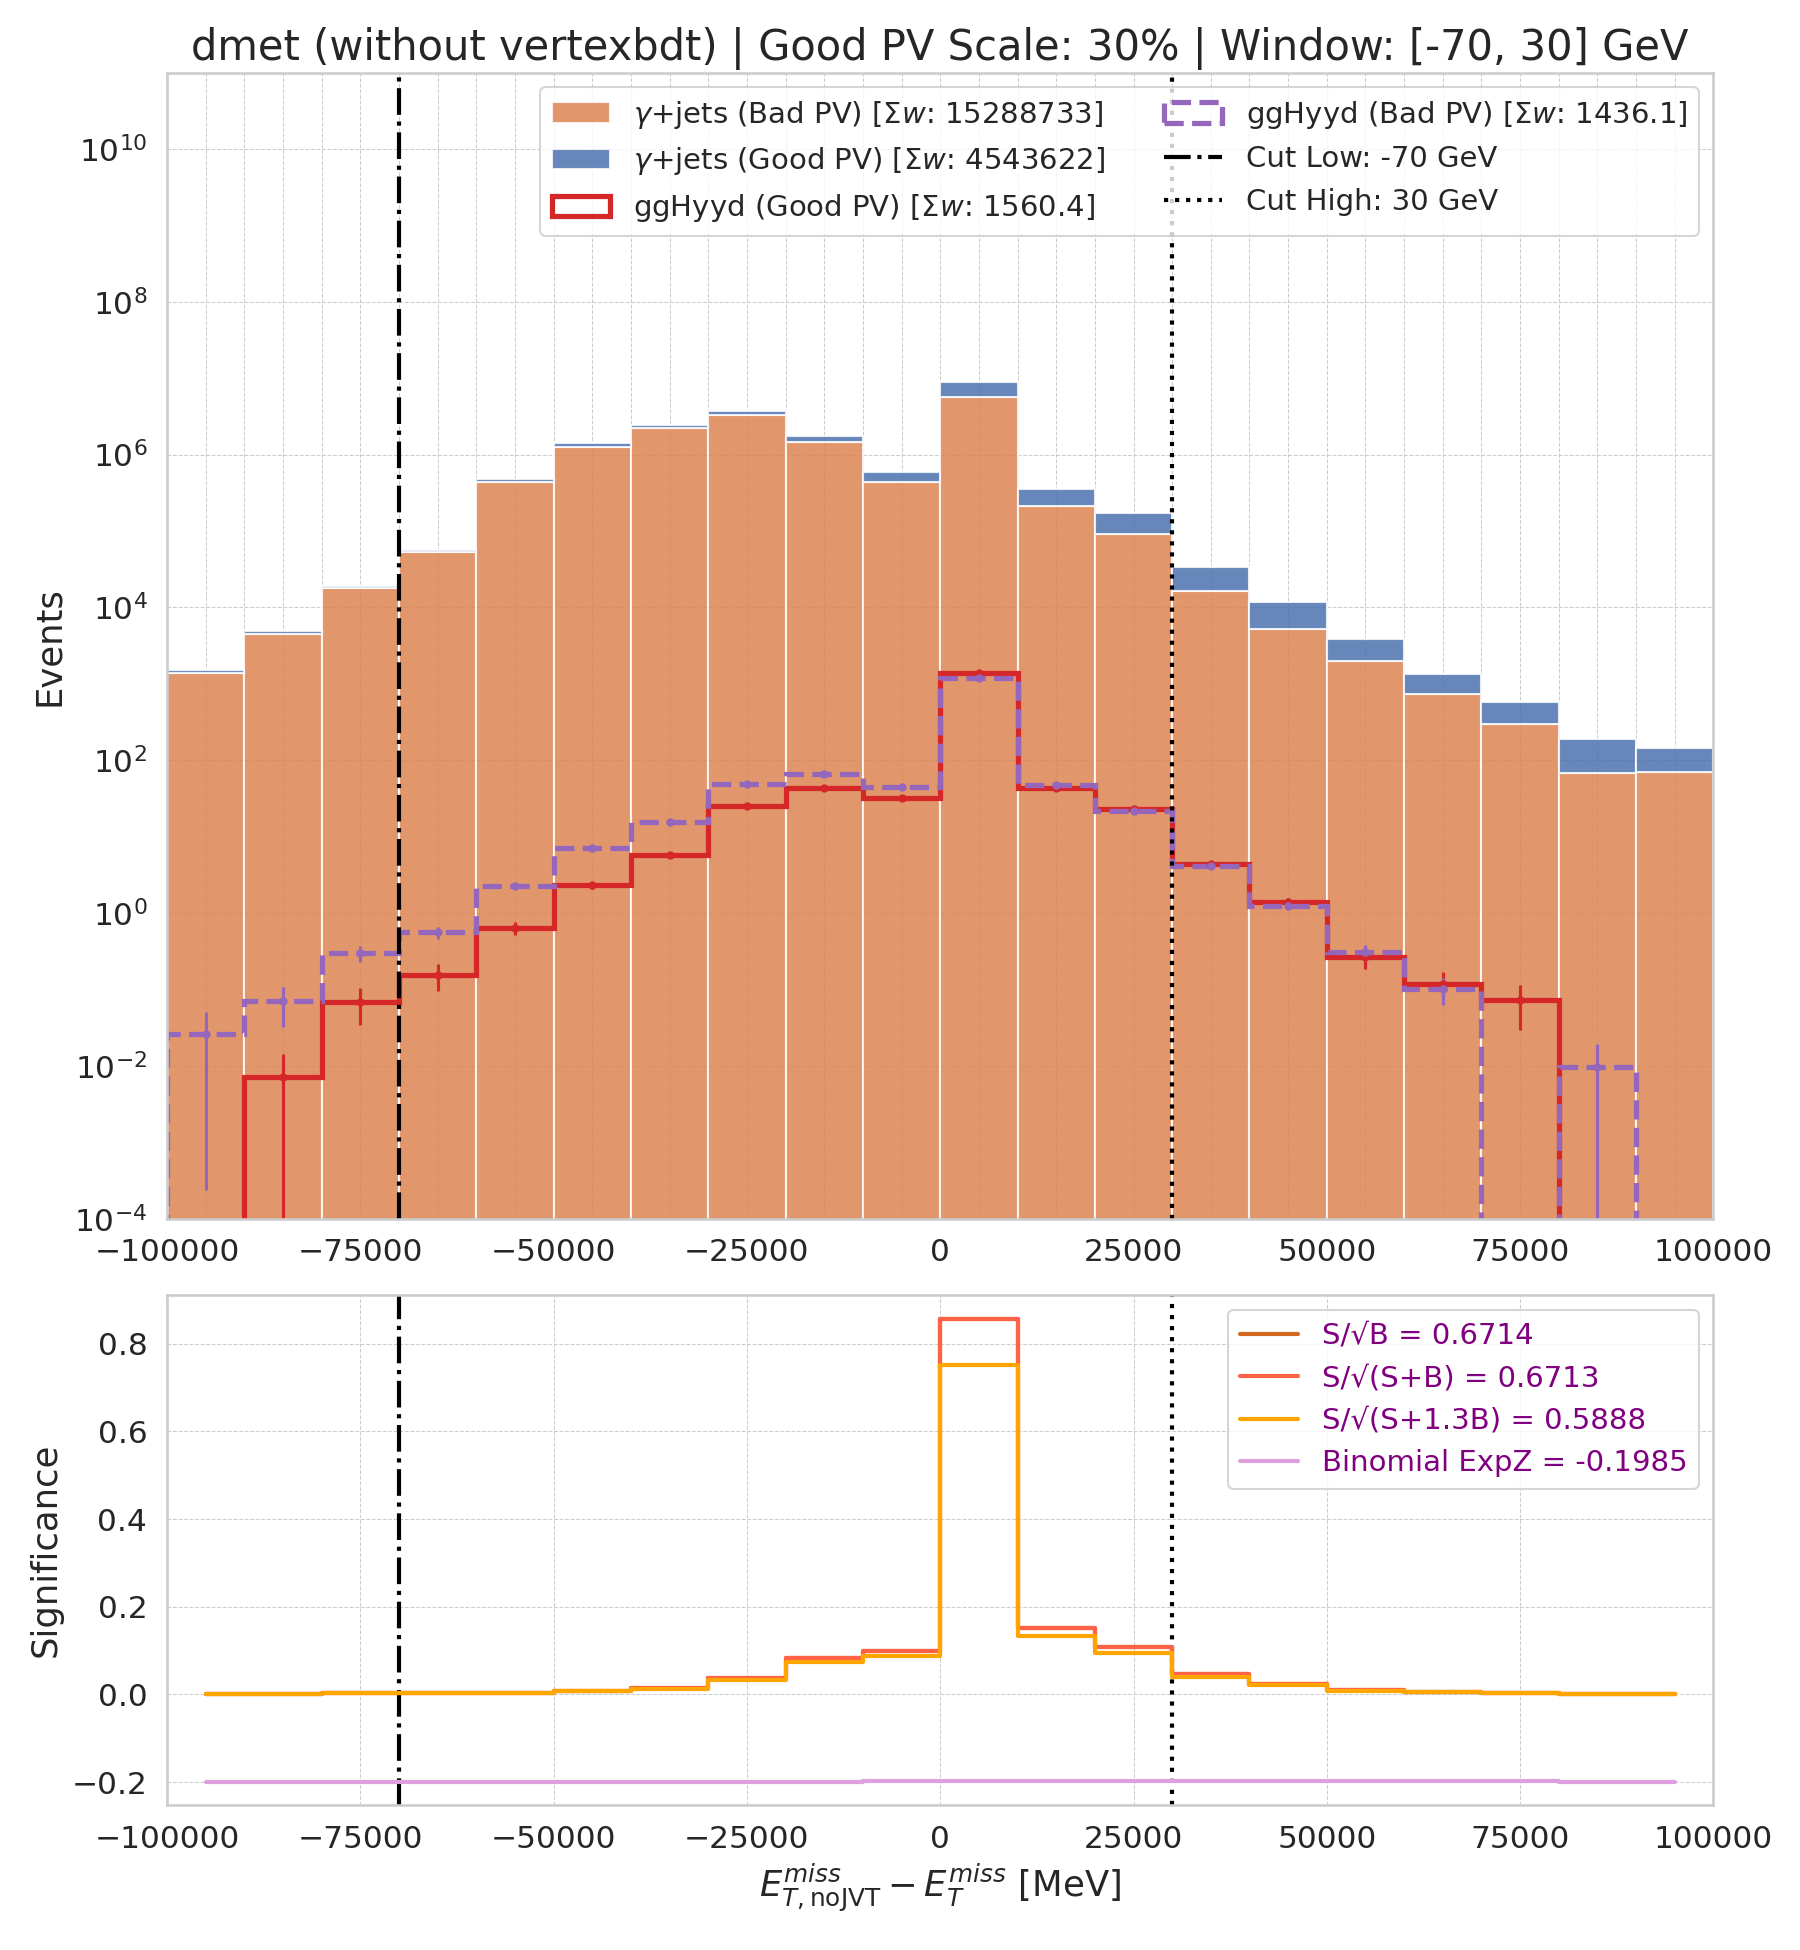 dmet (without vertexbdt) | Good PV Scale: 30% | Window: [-70, 30] GeV
γ+jets (Bad PV) [Σw: 15288733]
γ+jets (Good PV) [Σw: 4543622]
ggHyyd (Good PV) [Σw: 1560.4]
ggHyyd (Bad PV) [Σw: 1436.1]
Cut Low: -70 GeV
Cut High: 30 GeV
Events
10^10
10^8
10^6
10^4
10^2
10^0
10^−2
10^−4
−100000 −75000 −50000 −25000 0 25000 50000 75000 100000
S/√B = 0.6714
S/√(S+B) = 0.6713
S/√(S+1.3B) = 0.5888
Binomial ExpZ = -0.1985
Significance
0.8
0.6
0.4
0.2
0.0
−0.2
−100000 −75000 −50000 −25000 0 25000 50000 75000 100000
E_{T,noJVT}^{miss} − E_T^{miss} [MeV]